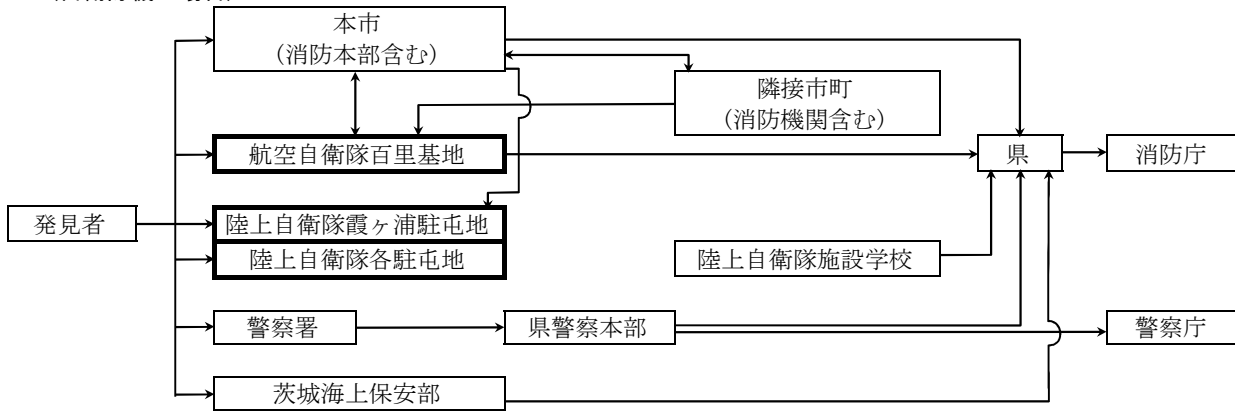 本市
(消防本部含む)
隣接市町
(消防機関含む)
航空自衛隊百里基地
県
消防庁
発見者
陸上自衛隊霞ヶ浦駐屯地
陸上自衛隊各駐屯地
陸上自衛隊施設学校
警察署
県警察本部
警察庁
茨城海上保安部